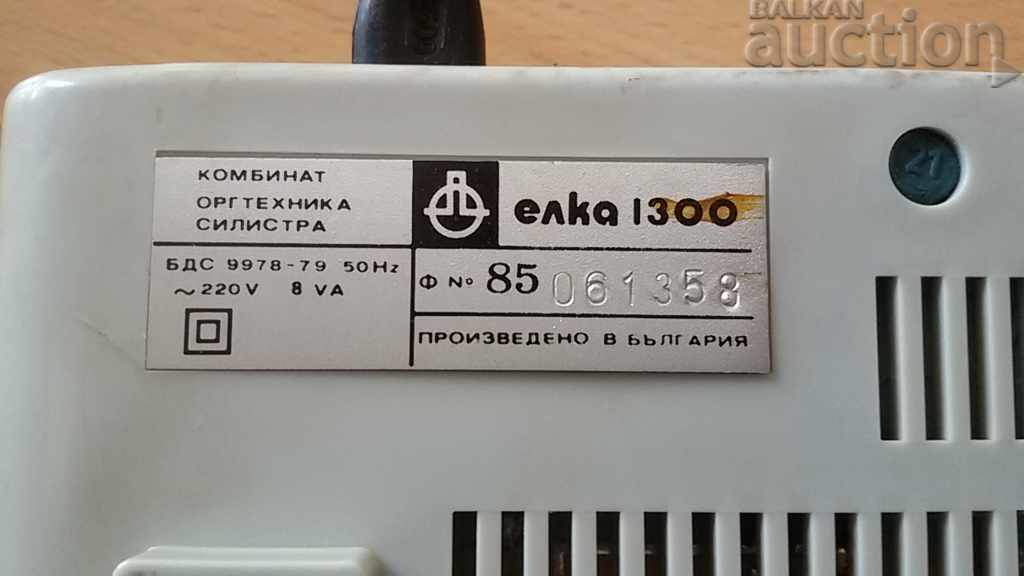 BALKAN
auction
КОМБИНАТ
ОРГТЕХНИКА
СИЛИСТРА
елка 1300
БДС 9978-79 50Hz
~220V 8 VA
Ф № 85 061358
ПРОИЗВЕДЕНО В БЪЛГАРИЯ
21